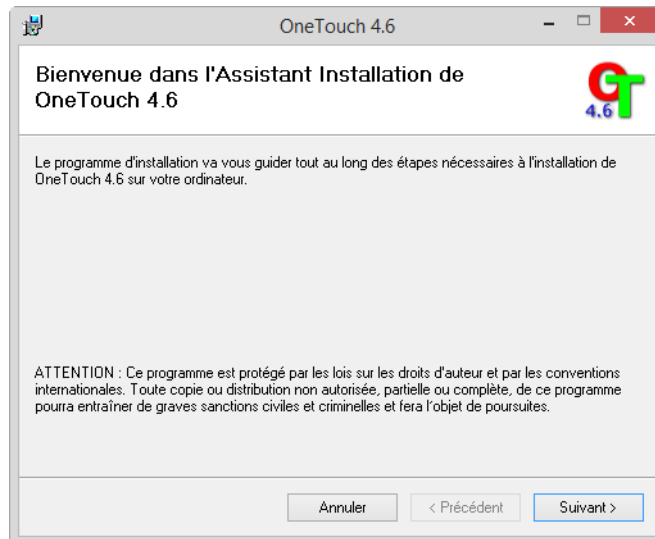 OneTouch 4.6
Bienvenue dans l'Assistant Installation de
OneTouch 4.6
OT
4.6
Le programme d'installation va vous guider tout au long des étapes nécessaires à l'installation de
OneTouch 4.6 sur votre ordinateur.
ATTENTION : Ce programme est protégé par les lois sur les droits d'auteur et par les conventions
internationales. Toute copie ou distribution non autorisée, partielle ou complète, de ce programme
pourra entraîner de graves sanctions civiles et criminelles et fera l'objet de poursuites.
Annuler
< Précédent
Suivant >